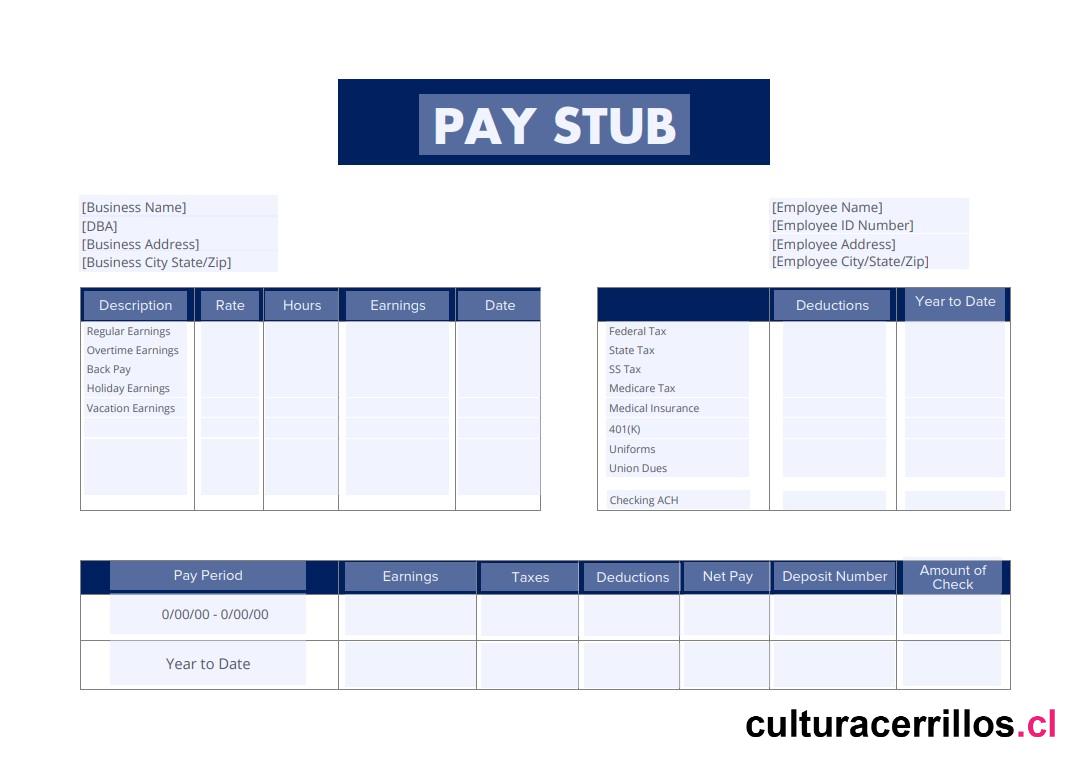 PAY STUB
[Business Name]
[DBA]
[Business Address]
[Business City State/Zip]
[Employee Name]
[Employee ID Number]
[Employee Address]
[Employee City/State/Zip]
Description Rate Hours Earnings Date
Regular Earnings
Overtime Earnings
Back Pay
Holiday Earnings
Vacation Earnings
Deductions Year to Date
Federal Tax
State Tax
SS Tax
Medicare Tax
Medical Insurance
401(K)
Uniforms
Union Dues
Checking ACH
Pay Period Earnings Taxes Deductions Net Pay Deposit Number Amount of Check
0/00/00 - 0/00/00
Year to Date
culturacerrillos.cl